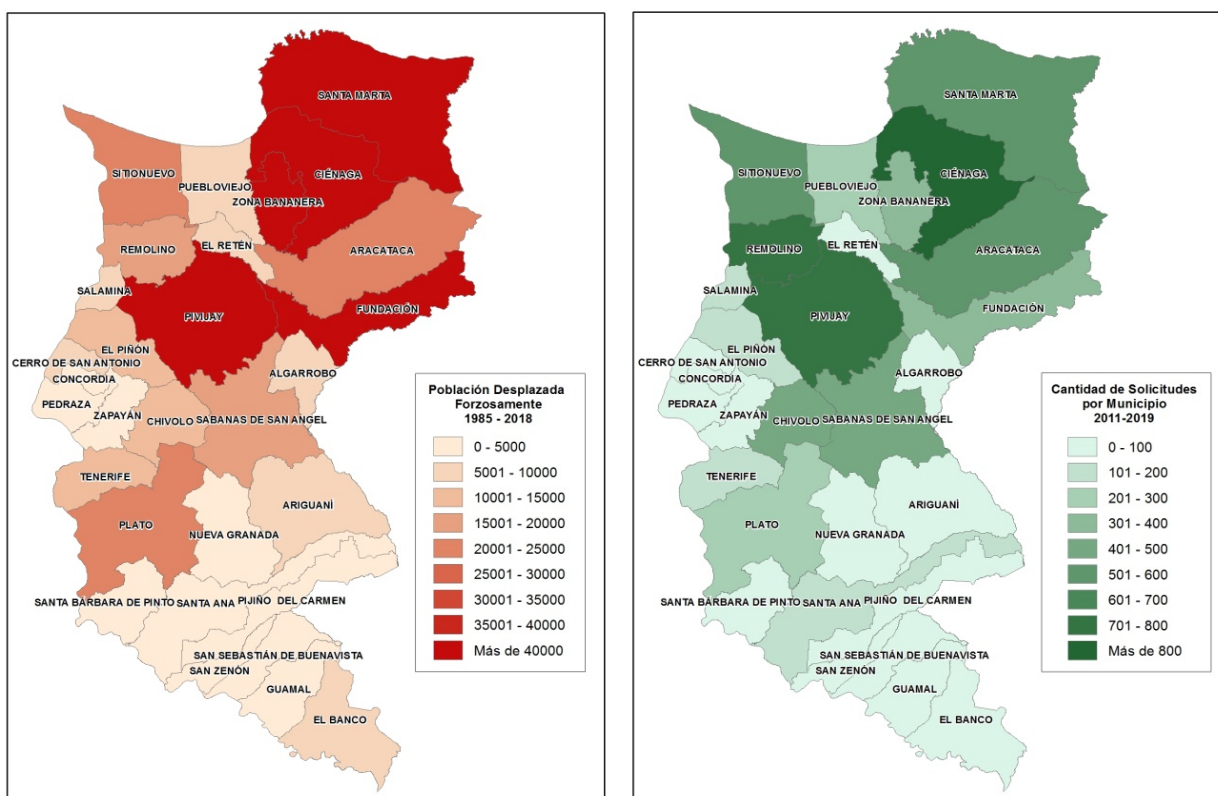 SANTA MARTA
SITIONUEVO
CIÉNAGA
PUEBLOVIEJO
ZONA BANANERA
REMOLINO
EL RETÉN
ARACATACA
SALAMINA
FUNDACIÓN
PIVIJAY
EL PIÑÓN
CERRO DE SAN ANTONIO
ALGARROBO
CONCORDIA
PEDRAZA
ZAPAYÁN
CHIVOLO
SABANAS DE SAN ANGEL
TENERIFE
ARIGUANÌ
PLATO
NUEVA GRANADA
SANTA BÁRBARA DE PINTO
SANTA ANA
PIJIÑO DEL CARMEN
SAN SEBASTIÁN DE BUENAVISTA
SAN ZENÓN
GUAMAL
EL BANCO
Población Desplazada
Forzosamente
1985 - 2018
0 - 5000
5001 - 10000
10001 - 15000
15001 - 20000
20001 - 25000
25001 - 30000
30001 - 35000
35001 - 40000
Más de 40000
SANTA MARTA
SITIONUEVO
CIÉNAGA
PUEBLOVIEJO
ZONA BANANERA
REMOLINO
EL RETÉN
ARACATACA
SALAMINA
FUNDACIÓN
PIVIJAY
EL PIÑÓN
CERRO DE SAN ANTONIO
ALGARROBO
CONCORDIA
PEDRAZA
ZAPAYÁN
CHIVOLO
SABANAS DE SAN ANGEL
TENERIFE
ARIGUANÌ
PLATO
NUEVA GRANADA
SANTA BÁRBARA DE PINTO
SANTA ANA
PIJIÑO DEL CARMEN
SAN SEBASTIÁN DE BUENAVISTA
SAN ZENÓN
GUAMAL
EL BANCO
Cantidad de Solicitudes
por Municipio
2011-2019
0 - 100
101 - 200
201 - 300
301 - 400
401 - 500
501 - 600
601 - 700
701 - 800
Más de 800